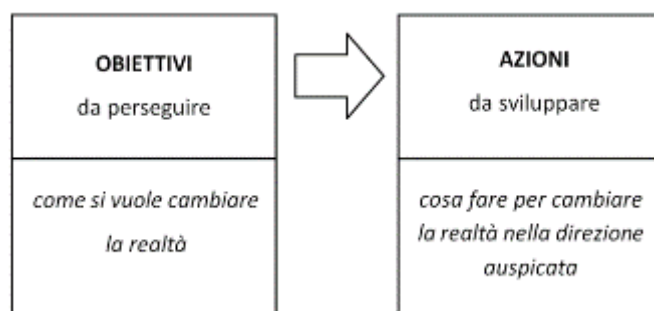 OBIETTIVI
da perseguire
come si vuole cambiare
la realtà
AZIONI
da sviluppare
cosa fare per cambiare
la realtà nella direzione
auspicata